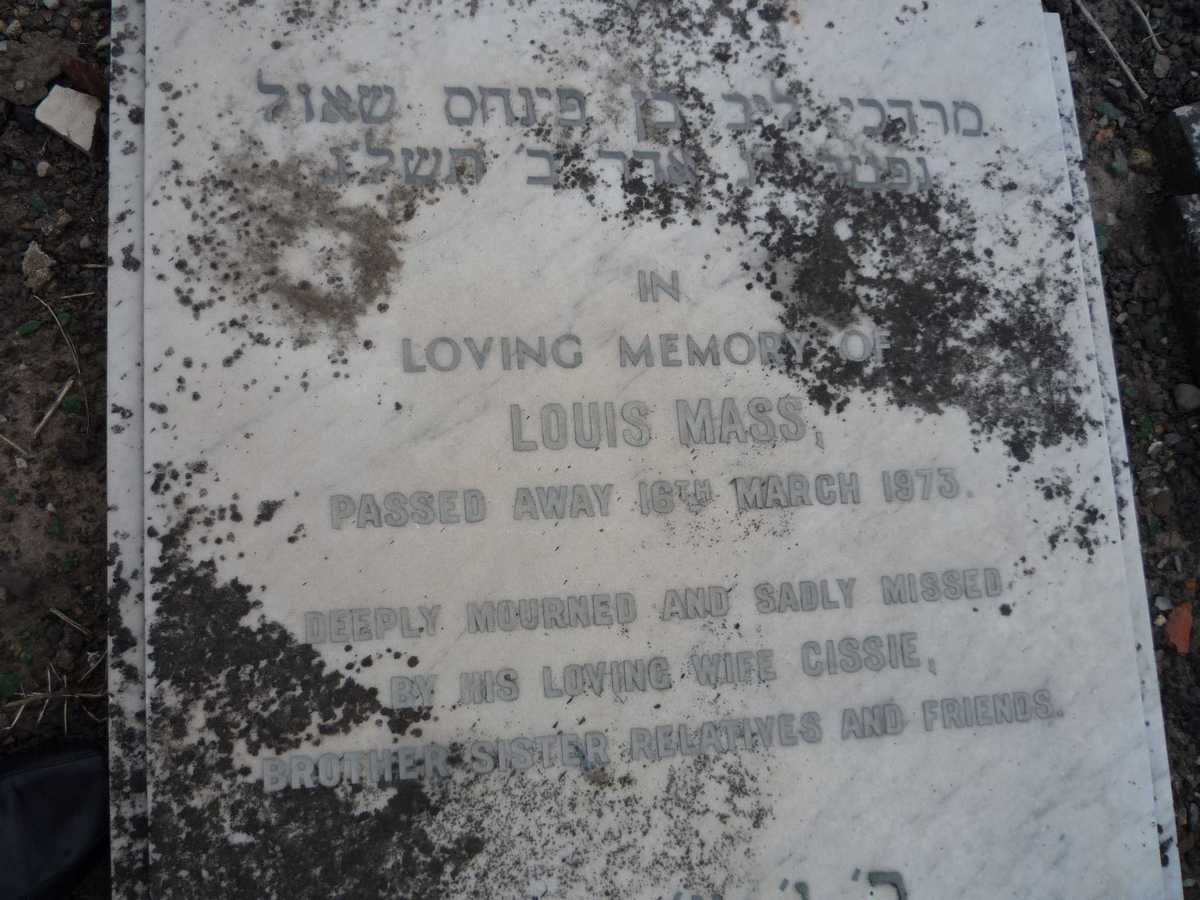 מרדכי ליב בן פינחס שאול
נפטר אדר ב' תשל'ג
IN
LOVING MEMORY OF
LOUIS MASS,
PASSED AWAY 16TH MARCH 1973.
DEEPLY MOURNED AND SADLY MISSED
BY HIS LOVING WIFE CISSIE,
BROTHER SISTER RELATIVES AND FRIENDS.